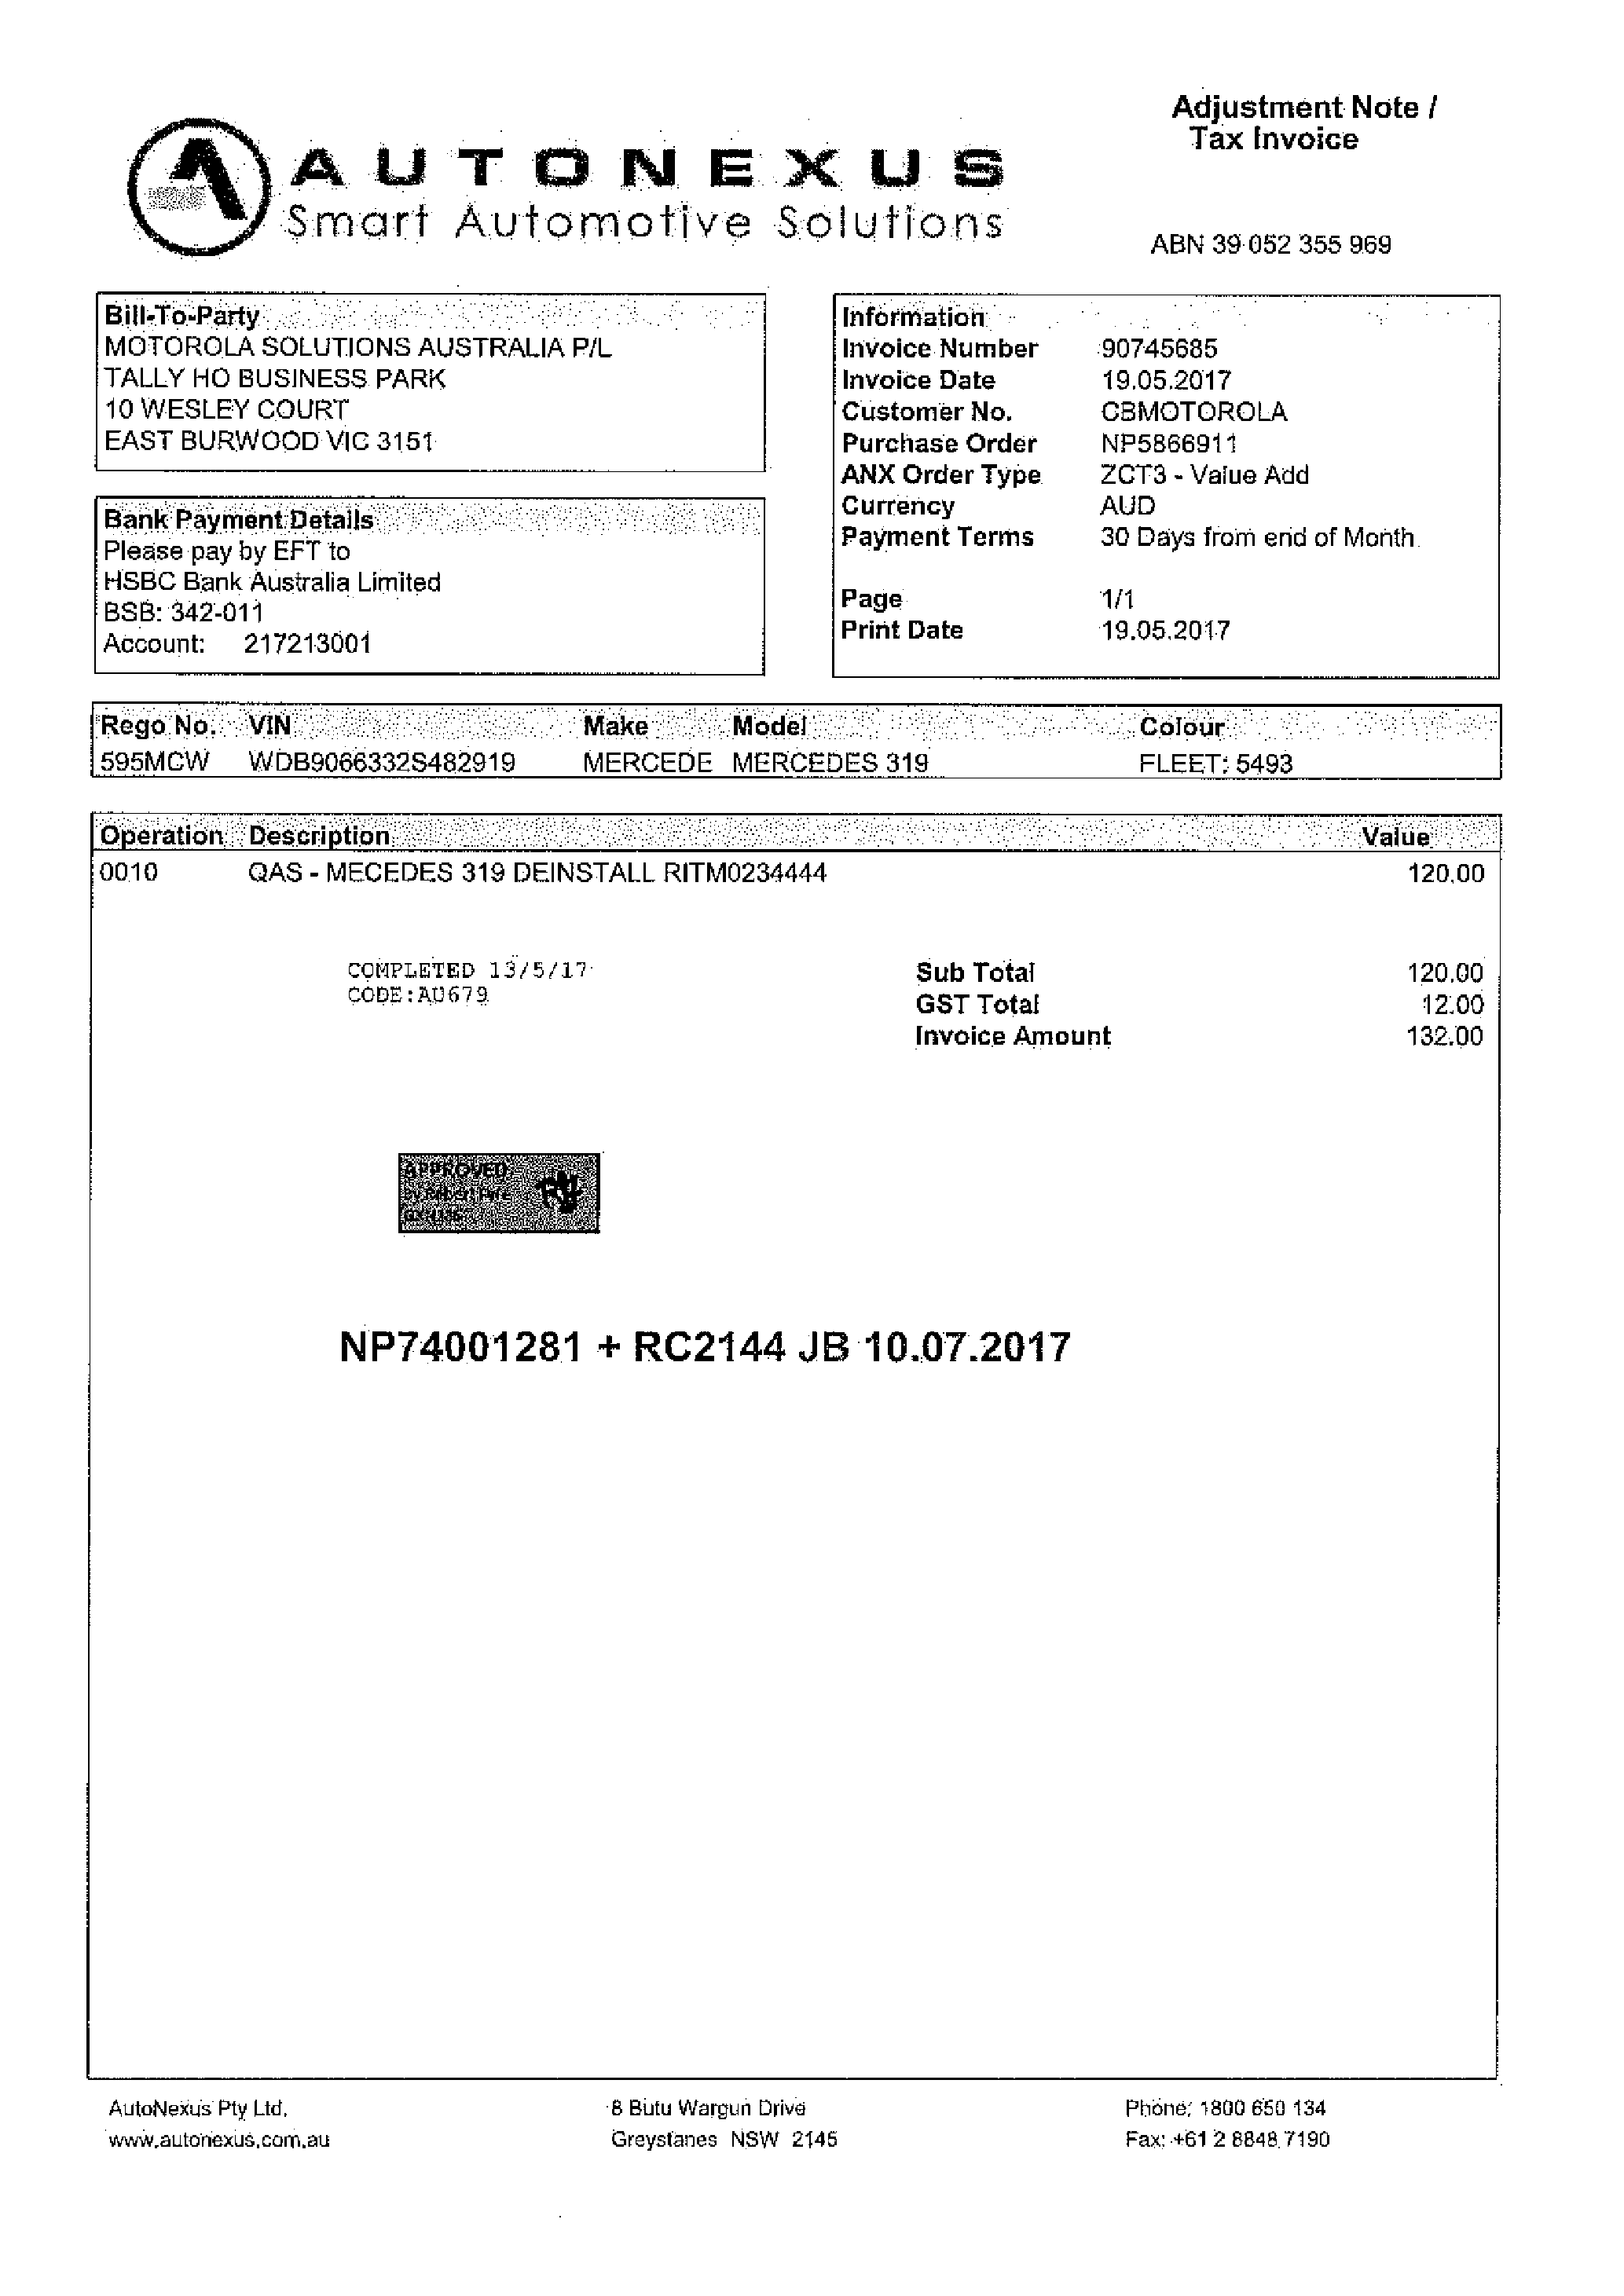 Adjustment Note /
Tax Invoice
AUTONEXUS
Smart Automotive Solutions
ABN 39 052 355 969
Bill-To-Party
MOTOROLA SOLUTIONS AUSTRALIA P/L
TALLY HO BUSINESS PARK
10 WESLEY COURT
EAST BURWOOD VIC 3151
Bank Payment Details
Please pay by EFT to
HSBC Bank Australia Limited
BSB: 342-011
Account: 217213001
Information
Invoice Number 90745685
Invoice Date 19.05.2017
Customer No. CBMOTOROLA
Purchase Order NP5866911
ANX Order Type ZCT3 - Value Add
Currency AUD
Payment Terms 30 Days from end of Month
Page 1/1
Print Date 19.05.2017
Rego No. VIN Make Model Colour
595MCW WDB9066332S482919 MERCEDE MERCEDES 319 FLEET: 5493
Operation Description Value
0010 QAS - MECEDES 319 DEINSTALL RITM0234444 120.00
COMPLETED 13/5/17
CODE:AU679
Sub Total 120.00
GST Total 12.00
Invoice Amount 132.00
APPROVED
by Robert
NP74001281 + RC2144 JB 10.07.2017
AutoNexus Pty Ltd. 8 Butu Wargun Drive Phone: 1800 650 134
www.autonexus.com.au Greystanes NSW 2145 Fax: +61 2 8848 7190